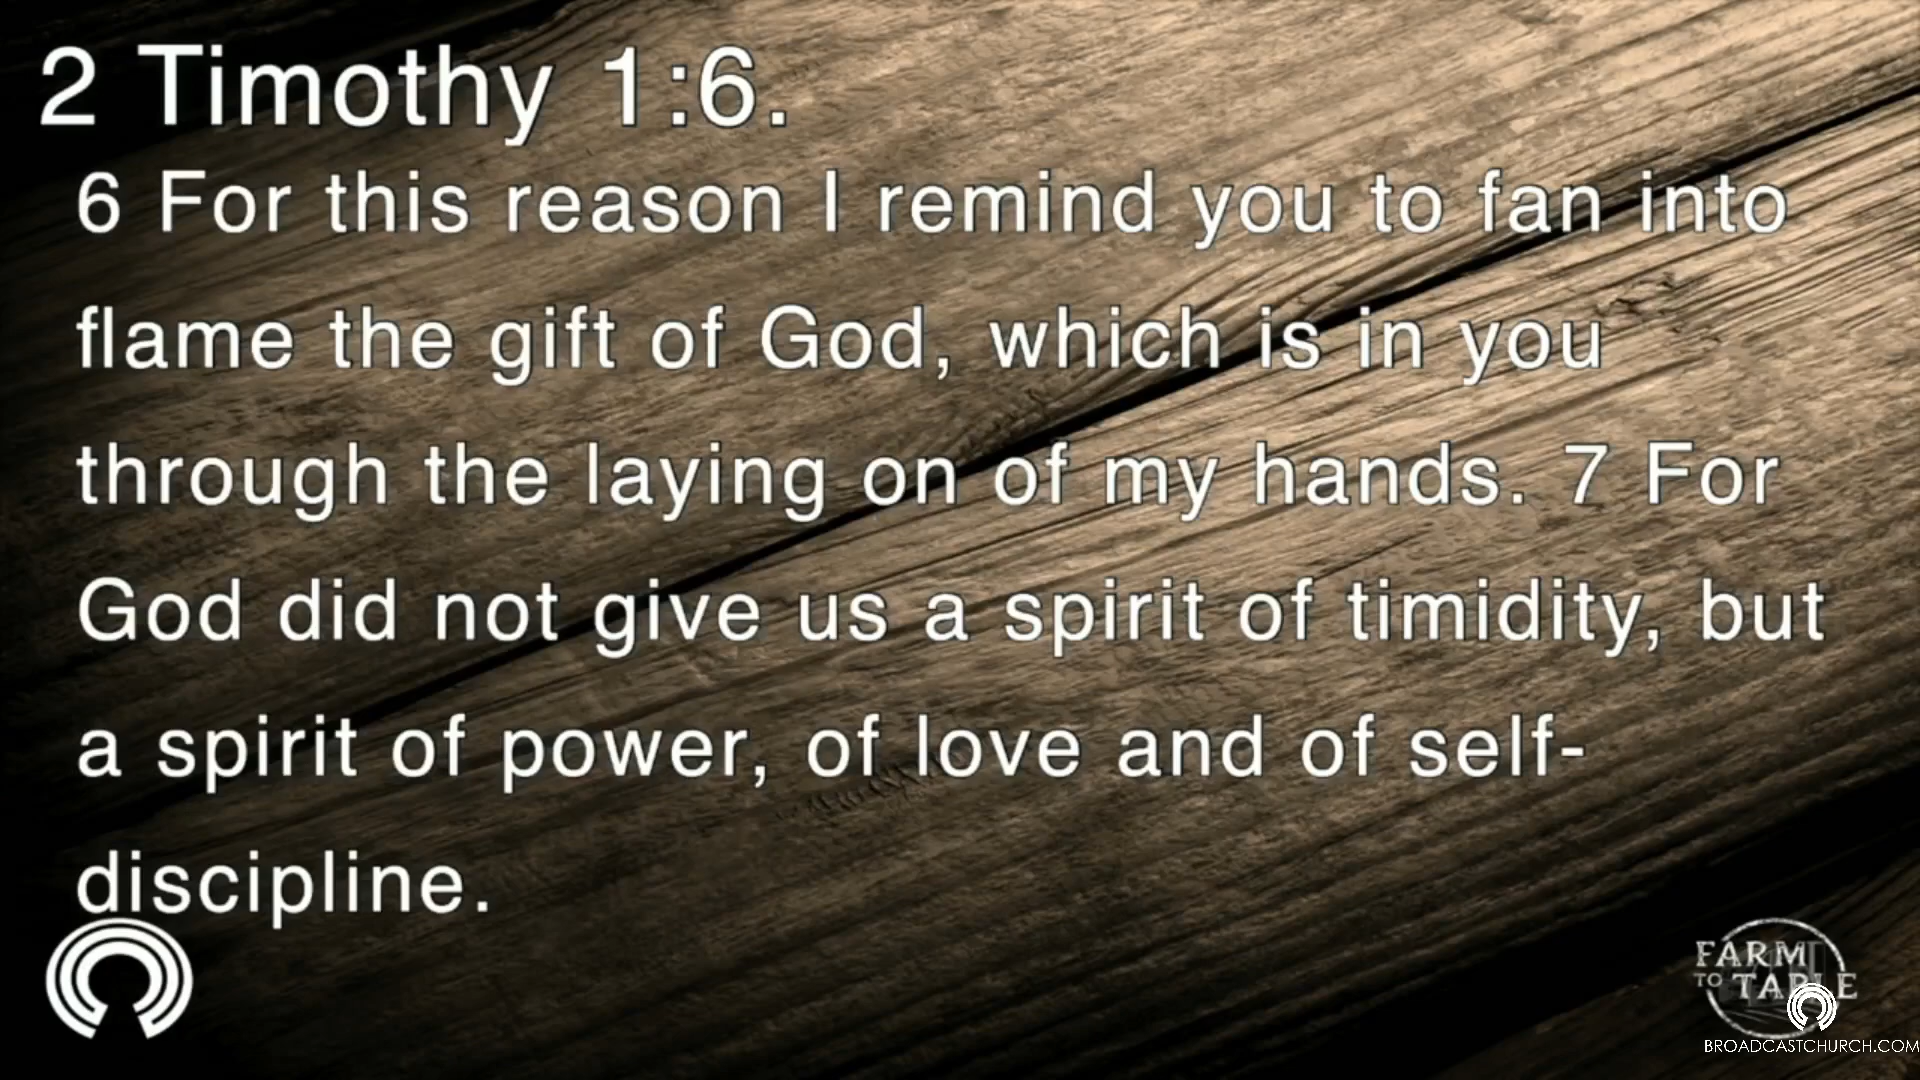 2 Timothy 1:6.
6 For this reason I remind you to fan into
flame the gift of God, which is in you
through the laying on of my hands. 7 For
God did not give us a spirit of timidity, but
a spirit of power, of love and of self-
discipline.
FARM
TO TABLE
BROADCASTCHURCH.COM